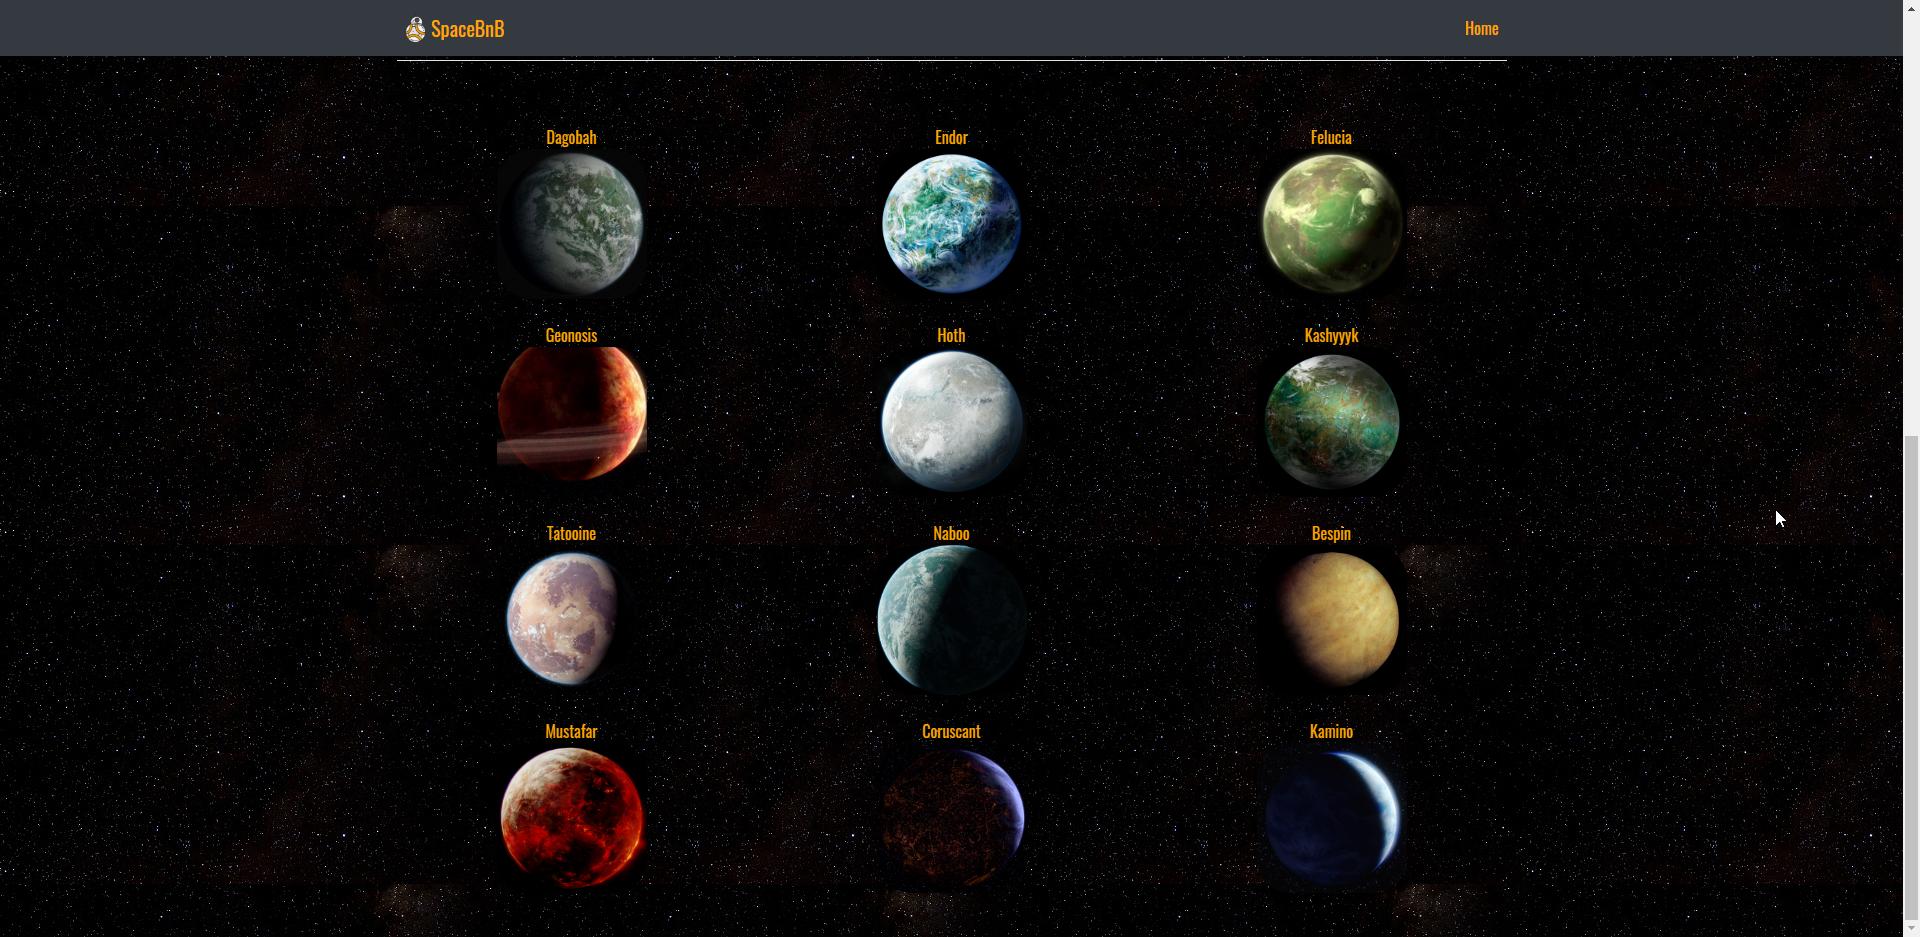 SpaceBnB Home
Dagobah Endor Felucia
Geonosis Hoth Kashyyyk
Tatooine Naboo Bespin
Mustafar Coruscant Kamino